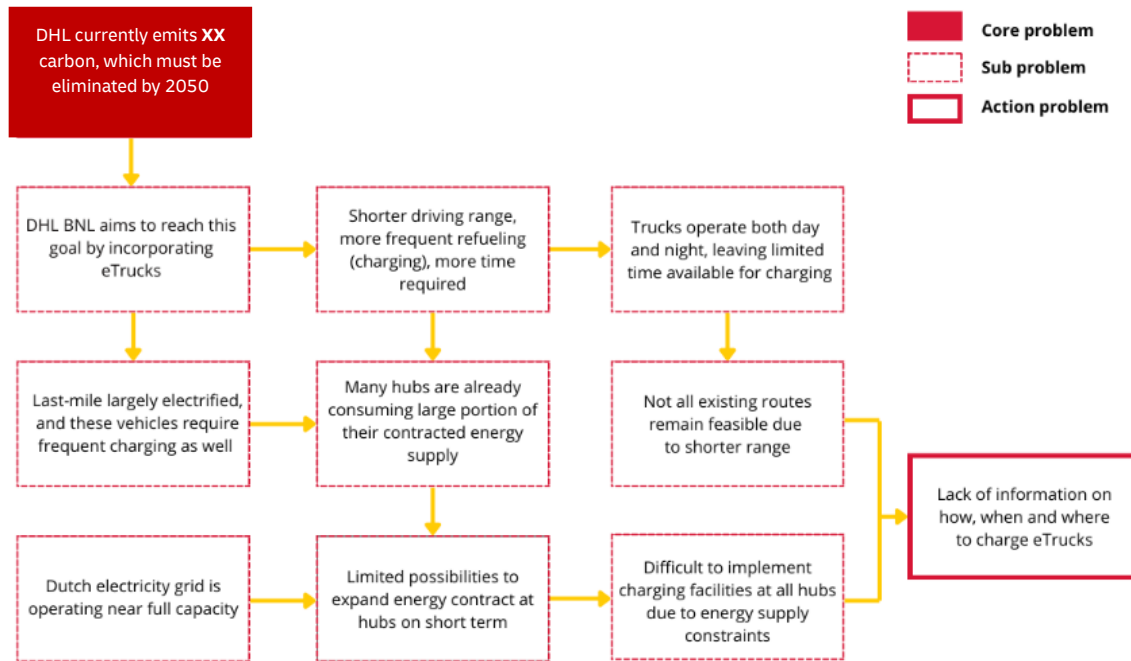 DHL currently emits XX
carbon, which must be
eliminated by 2050
Core problem
Sub problem
Action problem
DHL BNL aims to reach this
goal by incorporating
eTrucks
Shorter driving range,
more frequent refueling
(charging), more time
required
Trucks operate both day
and night, leaving limited
time available for charging
Last-mile largely electrified,
and these vehicles require
frequent charging as well
Many hubs are already
consuming large portion of
their contracted energy
supply
Not all existing routes
remain feasible due
to shorter range
Lack of information on
how, when and where
to charge eTrucks
Dutch electricity grid is
operating near full capacity
Limited possibilities to
expand energy contract at
hubs on short term
Difficult to implement
charging facilities at all hubs
due to energy supply
constraints